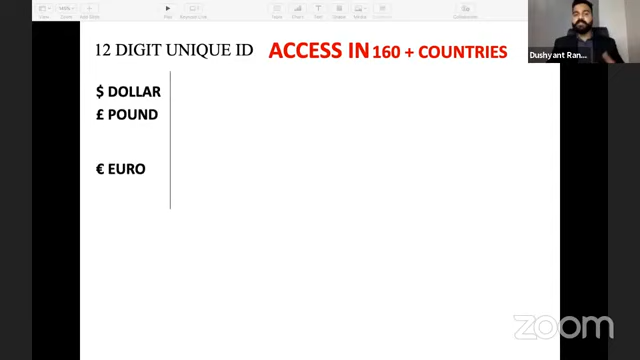 12 DIGIT UNIQUE ID ACCESS IN 160 + COUNTRIES
$ DOLLAR
£ POUND
€ EURO
Dushyant Ran...
zoom